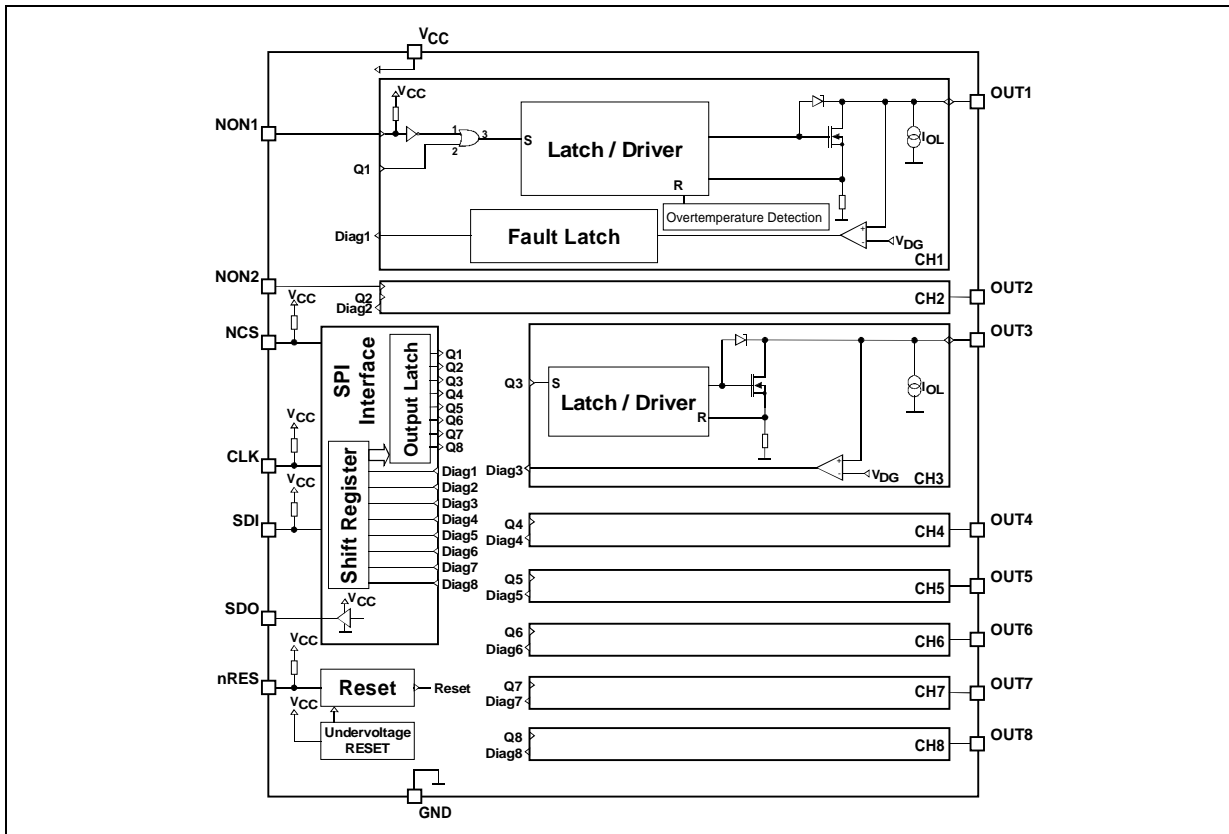 VCC
NON1
VCC
1
2
3
Q1
S
Latch / Driver
R
Overtemperature Detection
IOL
OUT1
Diag1
Fault Latch
+
-
VDG
CH1
NON2
Q2
Diag2
CH2
OUT2
NCS
VCC
SPI
Interface
Output Latch
Q1
Q2
Q3
Q4
Q5
Q6
Q7
Q8
CLK
VCC
Shift Register
Diag1
Diag2
Diag3
Diag4
Diag5
Diag6
Diag7
Diag8
SDI
VCC
SDO
VCC
Q3
S
Latch / Driver
R
IOL
OUT3
Diag3
+
-
VDG
CH3
Q4
Diag4
CH4
OUT4
Q5
Diag5
CH5
OUT5
Q6
Diag6
CH6
OUT6
nRES
VCC
Reset
Reset
VCC
Undervoltage
RESET
Q7
Diag7
CH7
OUT7
Q8
Diag8
CH8
OUT8
GND